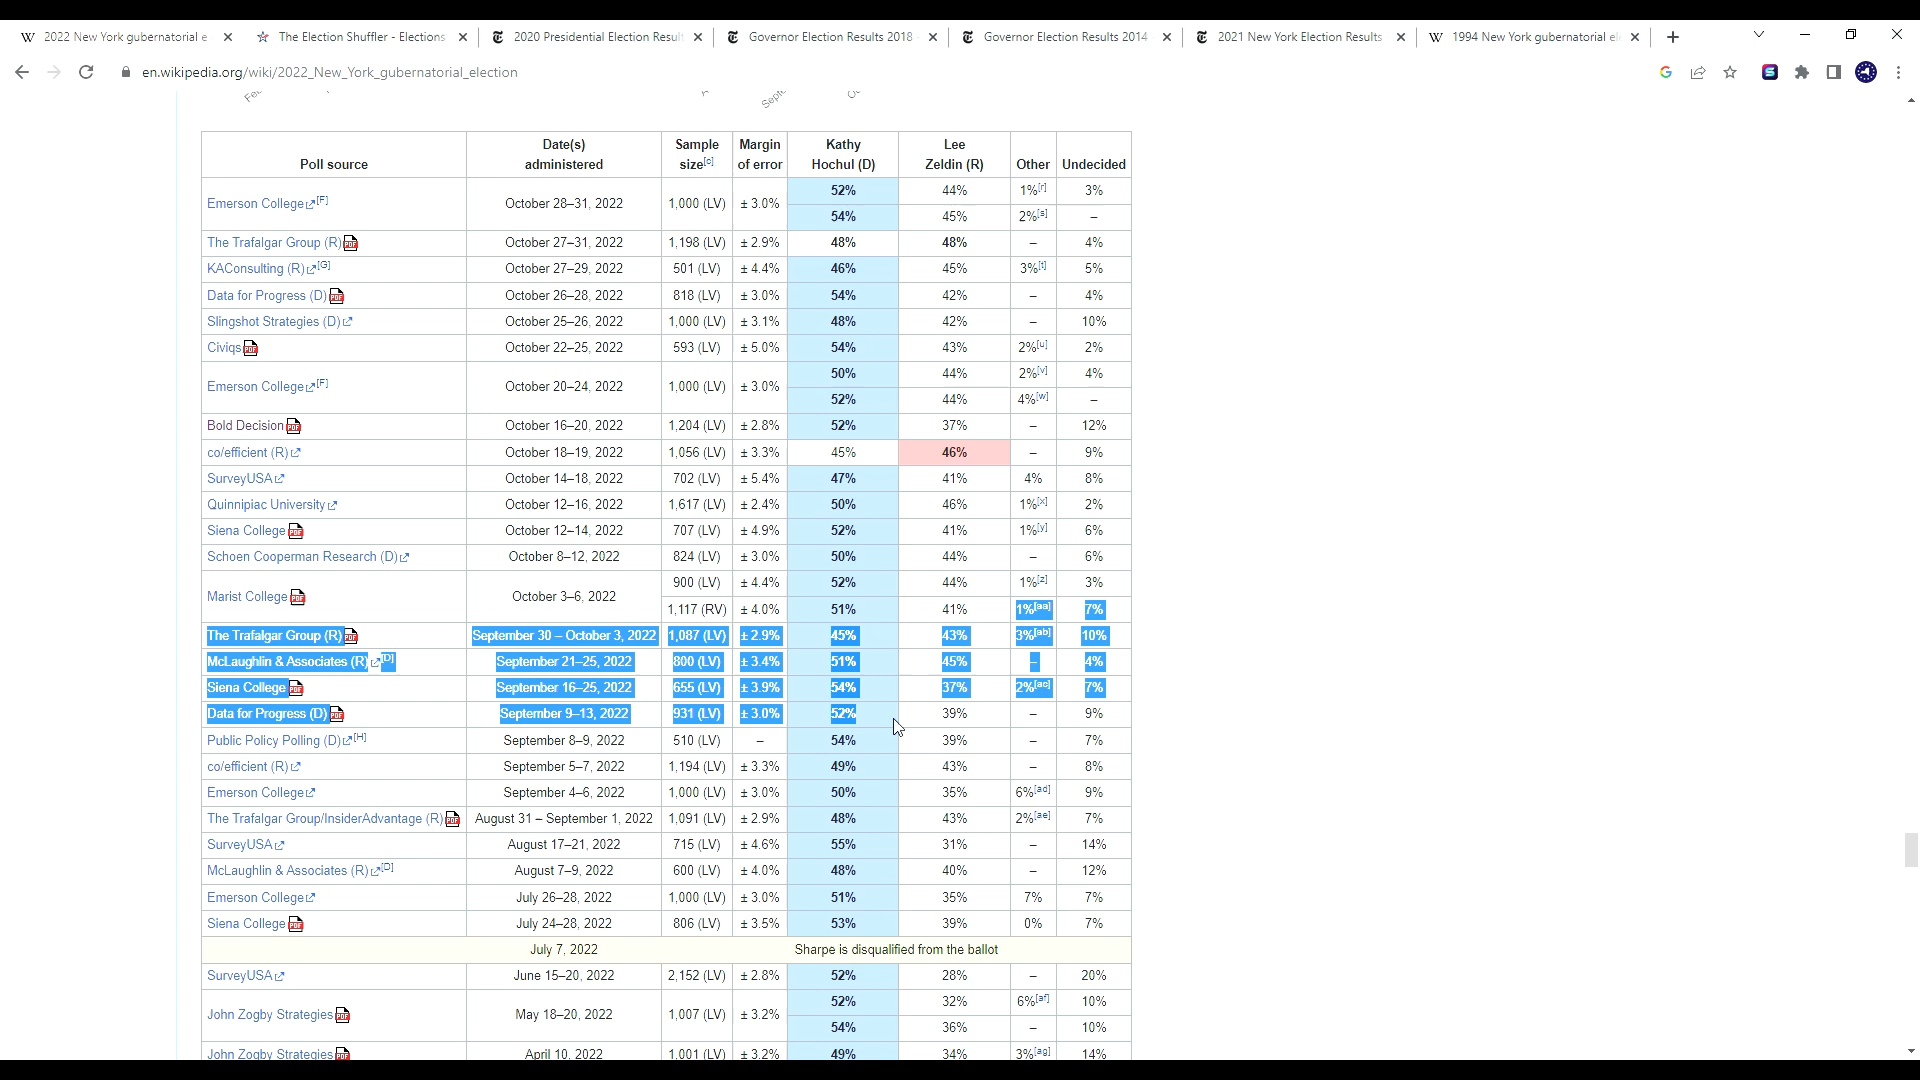 2022 New York gubernatorial e
The Election Shuffler - Elections
2020 Presidential Election Result
Governor Election Results 2018
Governor Election Results 2014
2021 New York Election Results
1994 New York gubernatorial el
en.wikipedia.org/wiki/2022_New_York_gubernatorial_election
Poll source Date(s) administered Sample size[c] Margin of error Kathy Hochul (D) Lee Zeldin (R) Other Undecided
Emerson College[F] October 28–31, 2022 1,000 (LV) ± 3.0% 52% 44% 1%[r] 3%
54% 45% 2%[s] –
The Trafalgar Group (R) October 27–31, 2022 1,198 (LV) ± 2.9% 48% 48% – 4%
KAConsulting (R)[G] October 27–29, 2022 501 (LV) ± 4.4% 46% 45% 3%[t] 5%
Data for Progress (D) October 26–28, 2022 818 (LV) ± 3.0% 54% 42% – 4%
Slingshot Strategies (D) October 25–26, 2022 1,000 (LV) ± 3.1% 48% 42% – 10%
Civiqs October 22–25, 2022 593 (LV) ± 5.0% 54% 43% 2%[u] 2%
Emerson College[F] October 20–24, 2022 1,000 (LV) ± 3.0% 50% 44% 2%[v] 4%
52% 44% 4%[w] –
Bold Decision October 16–20, 2022 1,204 (LV) ± 2.8% 52% 37% – 12%
co/efficient (R) October 18–19, 2022 1,056 (LV) ± 3.3% 45% 46% – 9%
SurveyUSA October 14–18, 2022 702 (LV) ± 5.4% 47% 41% 4% 8%
Quinnipiac University October 12–16, 2022 1,617 (LV) ± 2.4% 50% 46% 1%[x] 2%
Siena College October 12–14, 2022 707 (LV) ± 4.9% 52% 41% 1%[y] 6%
Schoen Cooperman Research (D) October 8–12, 2022 824 (LV) ± 3.0% 50% 44% – 6%
Marist College October 3–6, 2022 900 (LV) ± 4.4% 52% 44% 1%[z] 3%
1,117 (RV) ± 4.0% 51% 41% 1%[aa] 7%
The Trafalgar Group (R) September 30 – October 3, 2022 1,087 (LV) ± 2.9% 45% 43% 3%[ab] 10%
McLaughlin & Associates (R)[D] September 21–25, 2022 800 (LV) ± 3.4% 51% 45% – 4%
Siena College September 16–25, 2022 655 (LV) ± 3.9% 54% 37% 2%[ac] 7%
Data for Progress (D) September 9–13, 2022 931 (LV) ± 3.0% 52% 39% – 9%
Public Policy Polling (D)[H] September 8–9, 2022 510 (LV) – 54% 39% – 7%
co/efficient (R) September 5–7, 2022 1,194 (LV) ± 3.3% 49% 43% – 8%
Emerson College September 4–6, 2022 1,000 (LV) ± 3.0% 50% 35% 6%[ad] 9%
The Trafalgar Group/InsiderAdvantage (R) August 31 – September 1, 2022 1,091 (LV) ± 2.9% 48% 43% 2%[ae] 7%
SurveyUSA August 17–21, 2022 715 (LV) ± 4.6% 55% 31% – 14%
McLaughlin & Associates (R)[D] August 7–9, 2022 600 (LV) ± 4.0% 48% 40% – 12%
Emerson College July 26–28, 2022 1,000 (LV) ± 3.0% 51% 35% 7% 7%
Siena College July 24–28, 2022 806 (LV) ± 3.5% 53% 39% 0% 7%
July 7, 2022 Sharpe is disqualified from the ballot
SurveyUSA June 15–20, 2022 2,152 (LV) ± 2.8% 52% 28% – 20%
John Zogby Strategies May 18–20, 2022 1,007 (LV) ± 3.2% 52% 32% 6%[af] 10%
54% 36% – 10%
John Zogby Strategies April 10, 2022 1,001 (LV) ± 3.2% 49% 34% 3%[ag] 14%